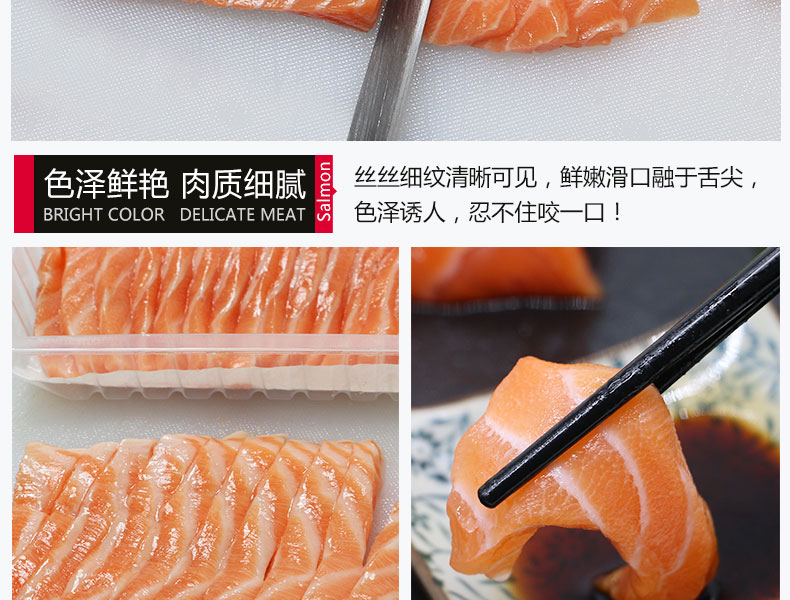 色泽鲜艳 肉质细腻
BRIGHT COLOR DELICATE MEAT
Salmon
丝丝细纹清晰可见，鲜嫩滑口融于舌尖，
色泽诱人，忍不住咬一口！